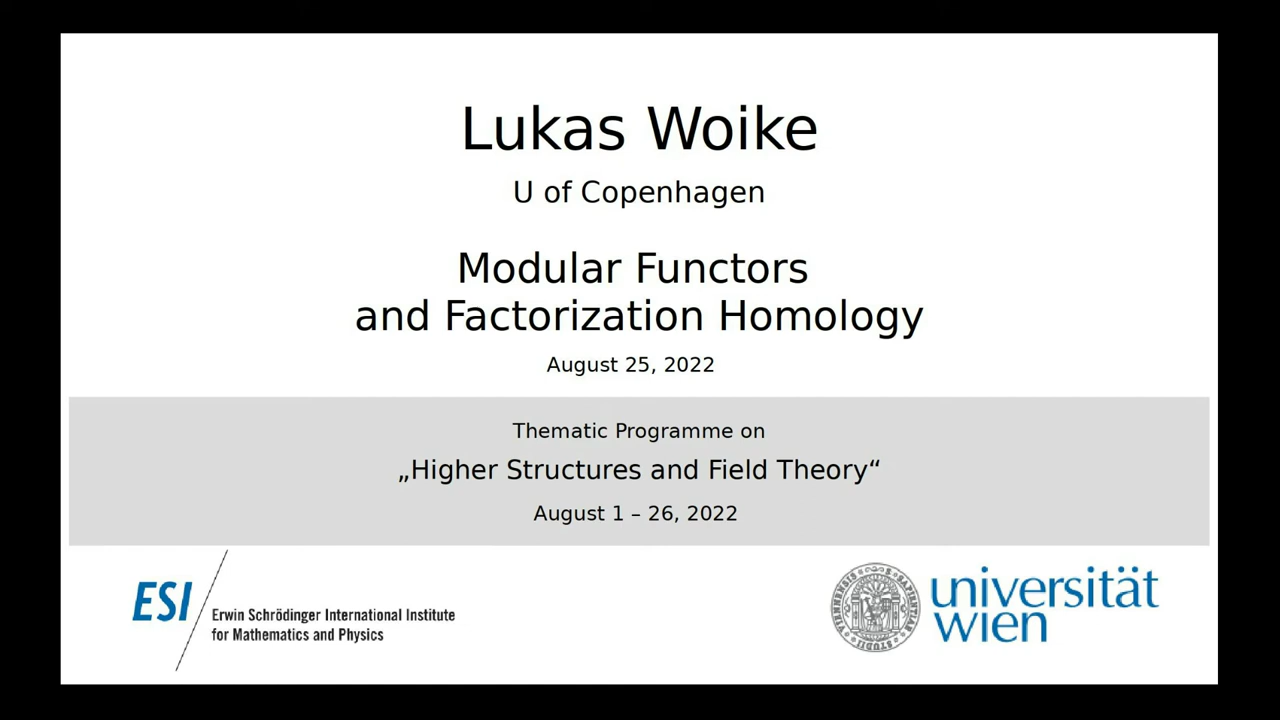 Lukas Woike
U of Copenhagen
Modular Functors
and Factorization Homology
August 25, 2022
Thematic Programme on
„Higher Structures and Field Theory“
August 1 – 26, 2022
ESI
Erwin Schrödinger International Institute
for Mathematics and Physics
universität
wien